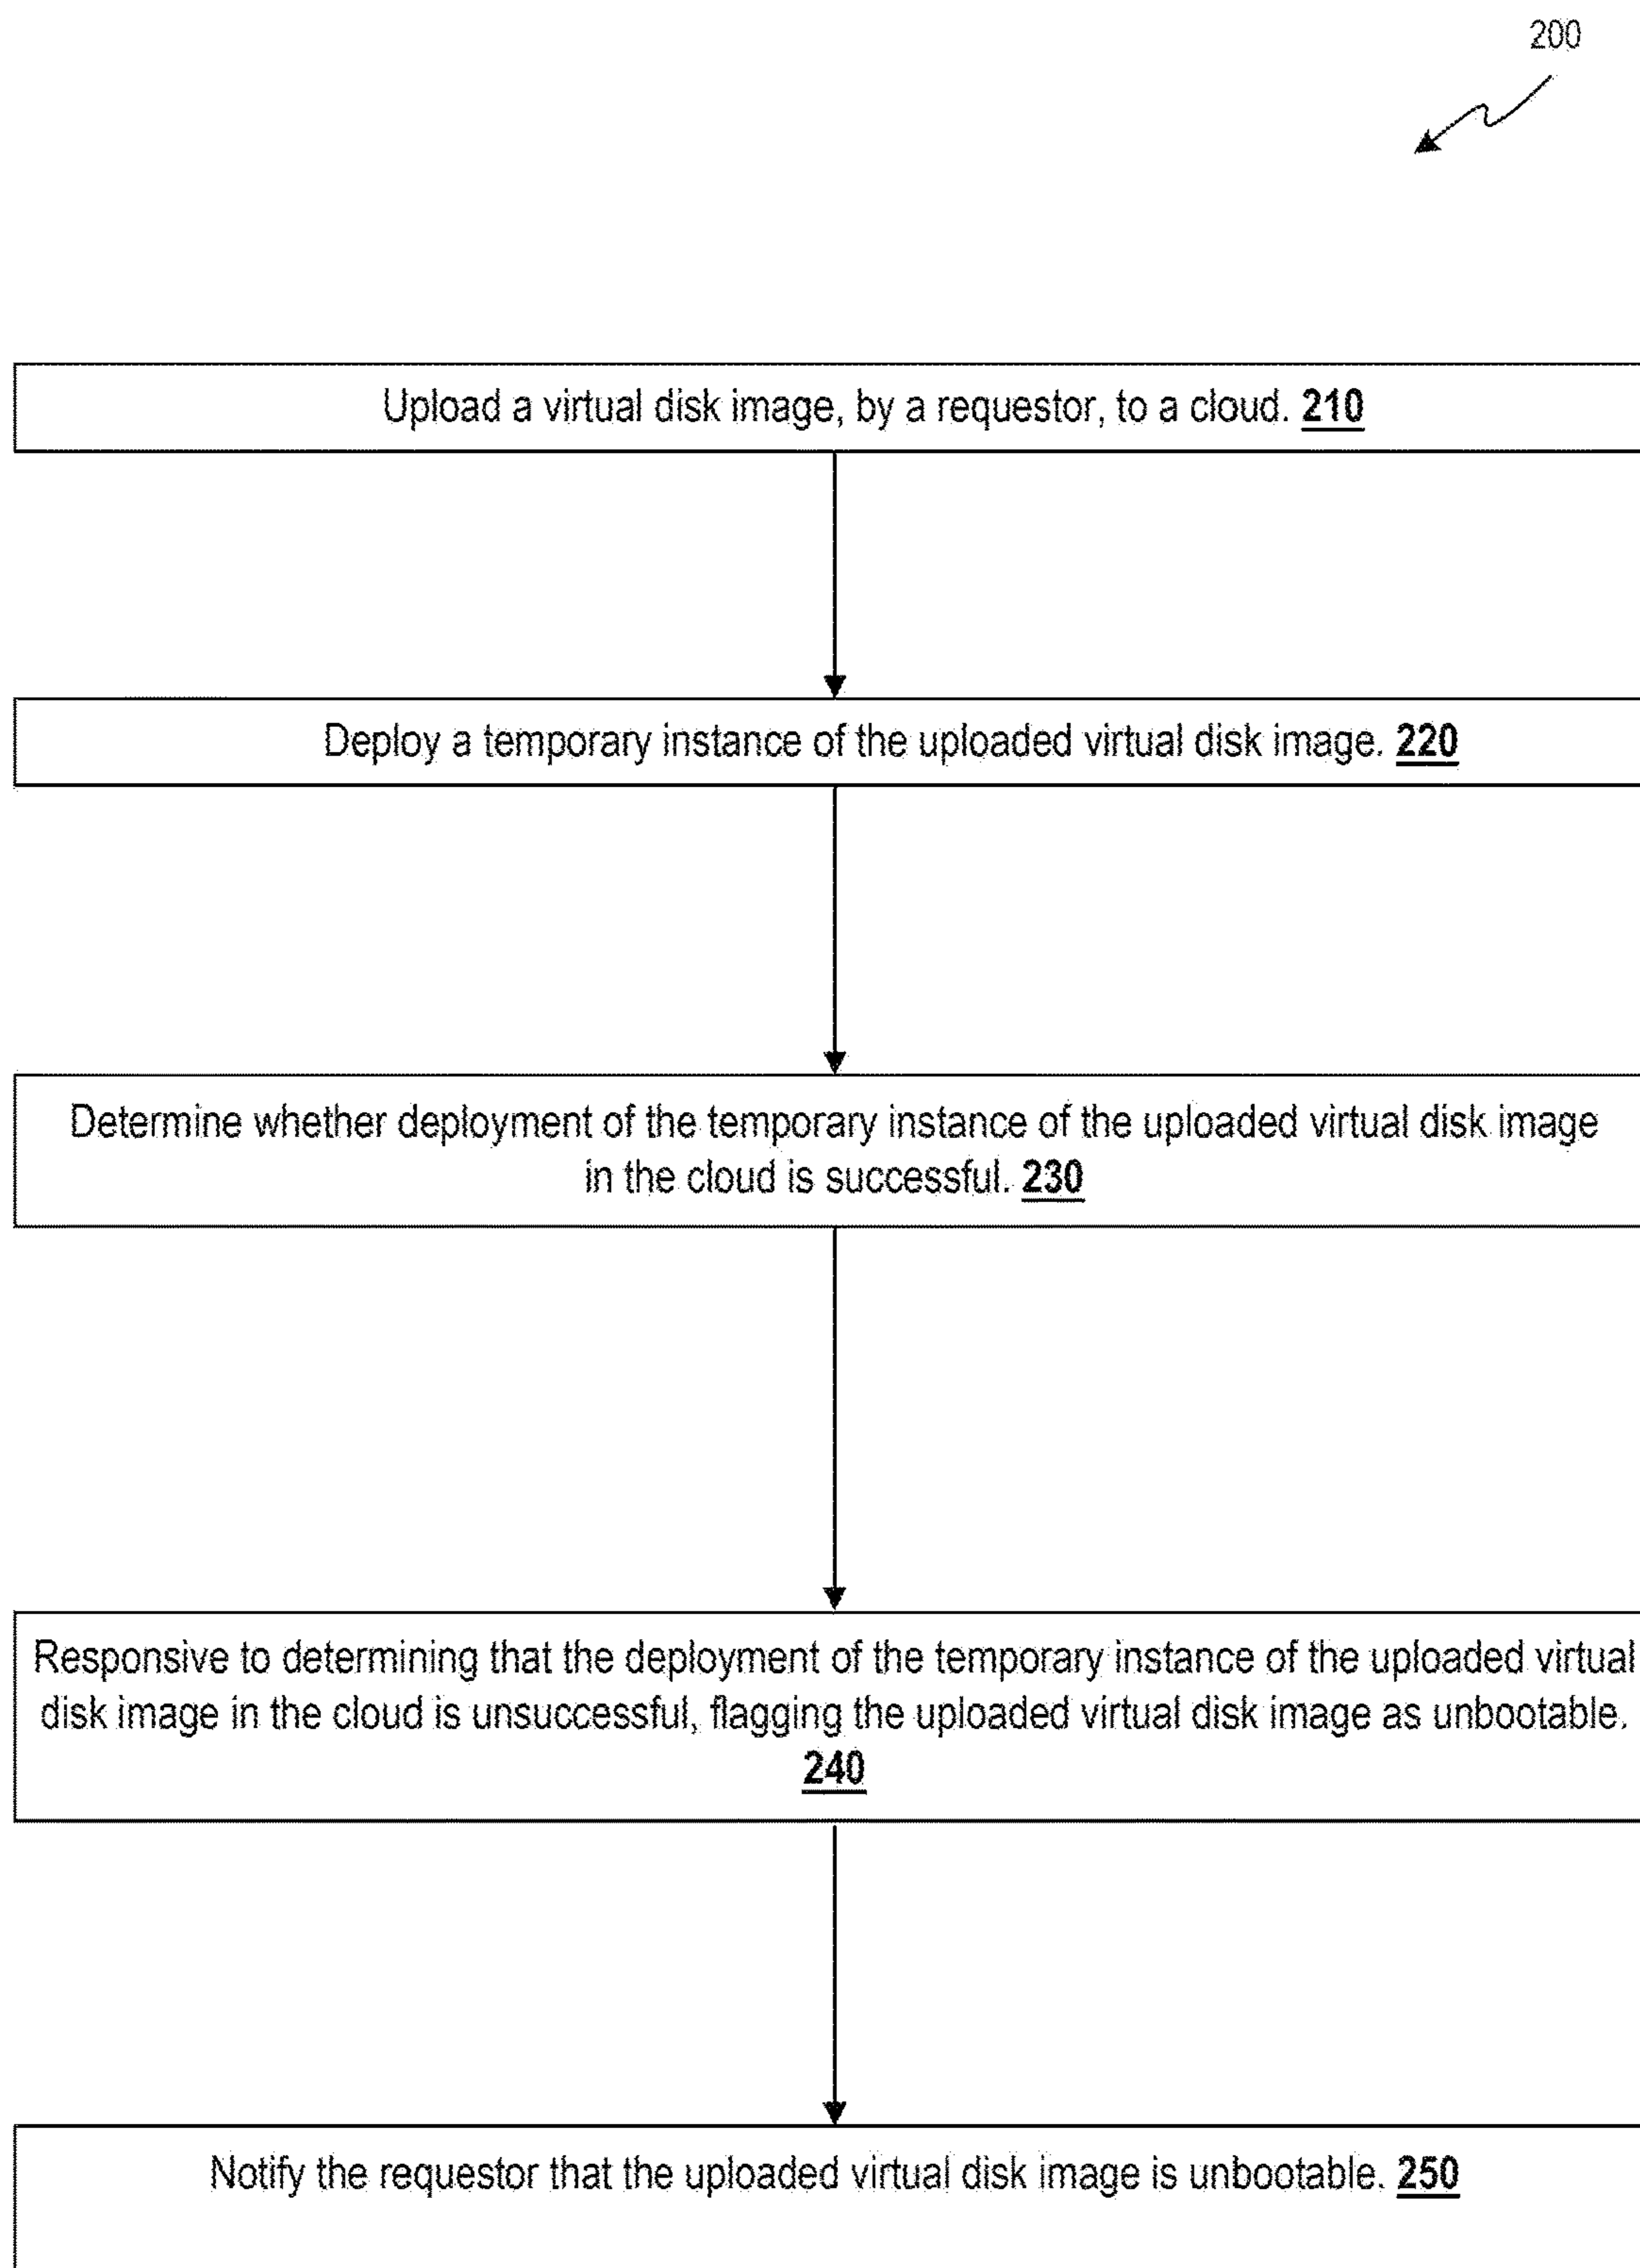 200
Upload a virtual disk image, by a requestor, to a cloud. 210
Deploy a temporary instance of the uploaded virtual disk image. 220
Determine whether deployment of the temporary instance of the uploaded virtual disk image
in the cloud is successful. 230
Responsive to determining that the deployment of the temporary instance of the uploaded virtual
disk image in the cloud is unsuccessful, flagging the uploaded virtual disk image as unbootable.
240
Notify the requestor that the uploaded virtual disk image is unbootable. 250